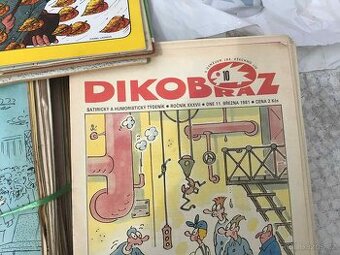 DIKOBRAZ
10
SATIRICKÝ A HUMORISTICKÝ TÝDENÍK ● ROČNÍK XXXVII ● DNE 11. BŘEZNA 1981 ● CENA 2 Kčs